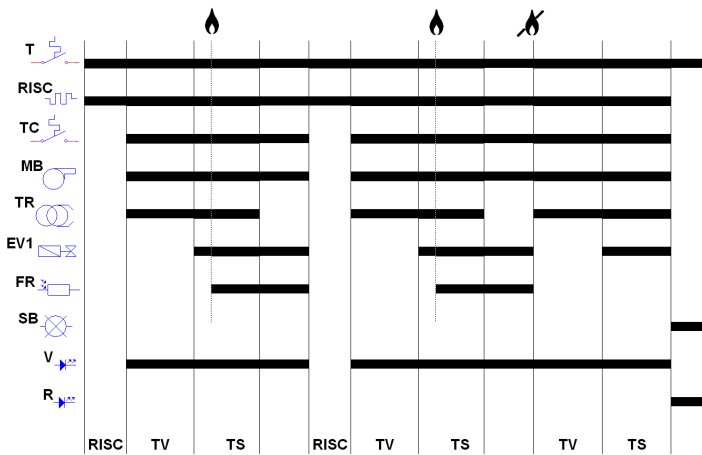 T
RISC
TC
MB
TR
EV1
FR
SB
V
R
RISC TV TS RISC TV TS TV TS